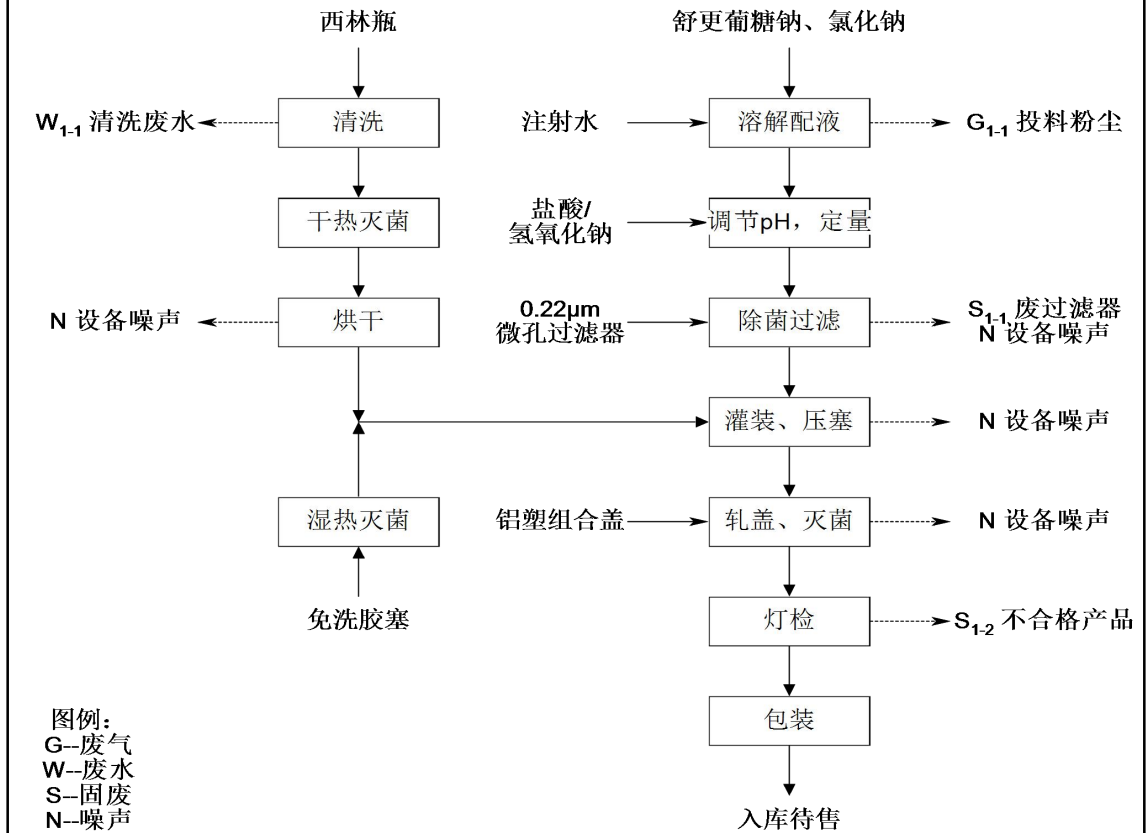 西林瓶
舒更葡糖钠、氯化钠
W1-1 清洗废水
清洗
注射水
溶解配液
G1-1 投料粉尘
干热灭菌
盐酸/
氢氧化钠
调节pH，定量
N 设备噪声
烘干
0.22μm
微孔过滤器
除菌过滤
S1-1 废过滤器
N 设备噪声
灌装、压塞
N 设备噪声
湿热灭菌
铝塑组合盖
轧盖、灭菌
N 设备噪声
免洗胶塞
灯检
S1-2 不合格产品
包装
图例：
G--废气
W--废水
S--固废
N--噪声
入库待售